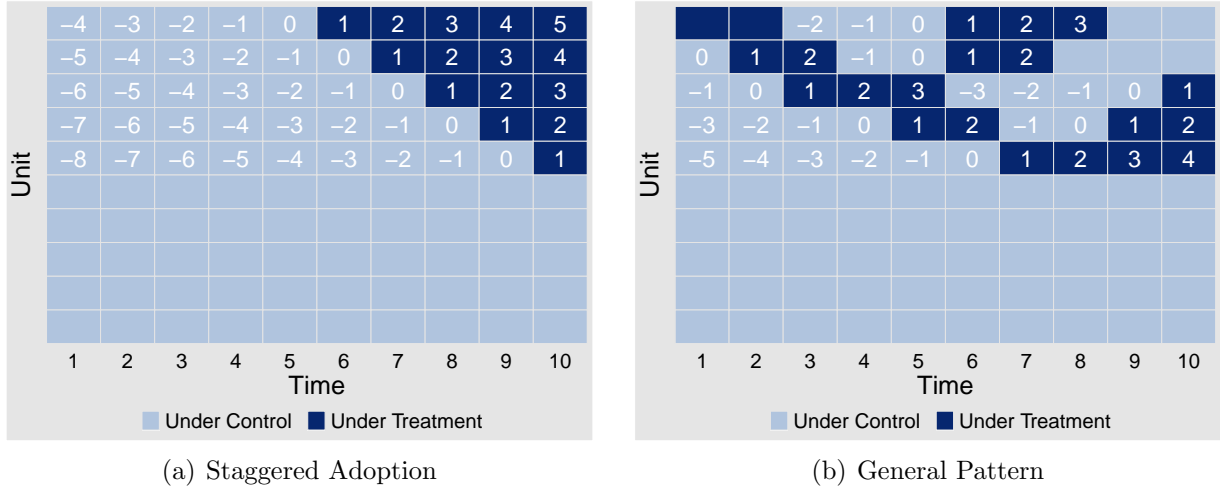 −4 −3 −2 −1 0 1 2 3 4 5
−5 −4 −3 −2 −1 0 1 2 3 4
−6 −5 −4 −3 −2 −1 0 1 2 3
−7 −6 −5 −4 −3 −2 −1 0 1 2
−8 −7 −6 −5 −4 −3 −2 −1 0 1
Unit
1 2 3 4 5 6 7 8 9 10
Time
Under Control Under Treatment
(a) Staggered Adoption
−2 −1 0 1 2 3
0 1 2 −1 0 1 2
−1 0 1 2 3 −3 −2 −1 0 1
−3 −2 −1 0 1 2 −1 0 1 2
−5 −4 −3 −2 −1 0 1 2 3 4
Unit
1 2 3 4 5 6 7 8 9 10
Time
Under Control Under Treatment
(b) General Pattern